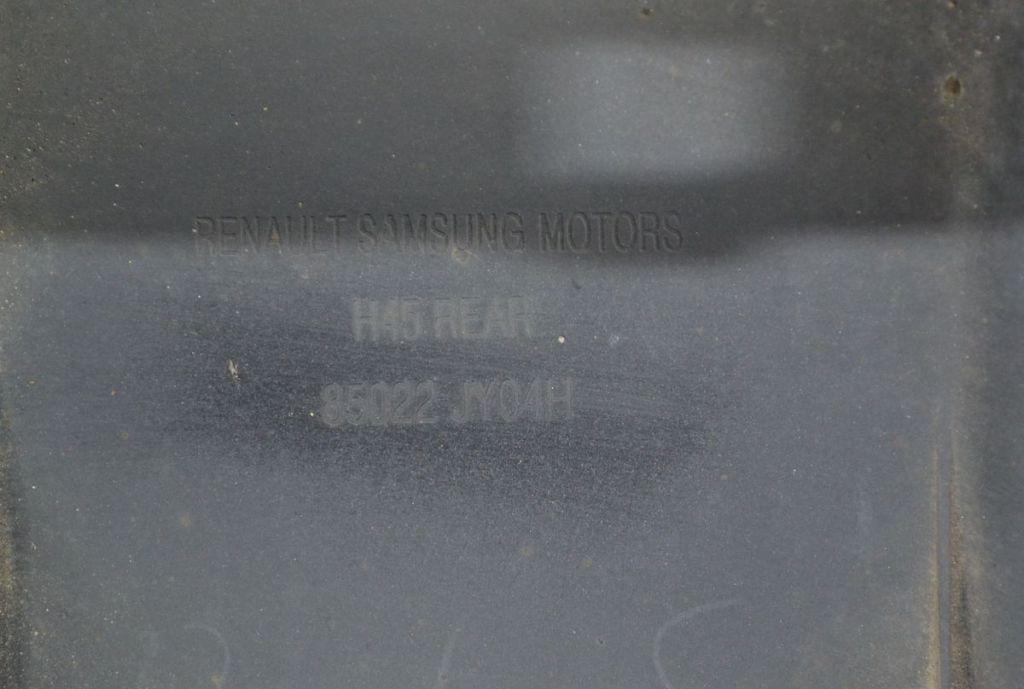 RENAULT SAMSUNG MOTORS
H45 REAR
85022 JY04H